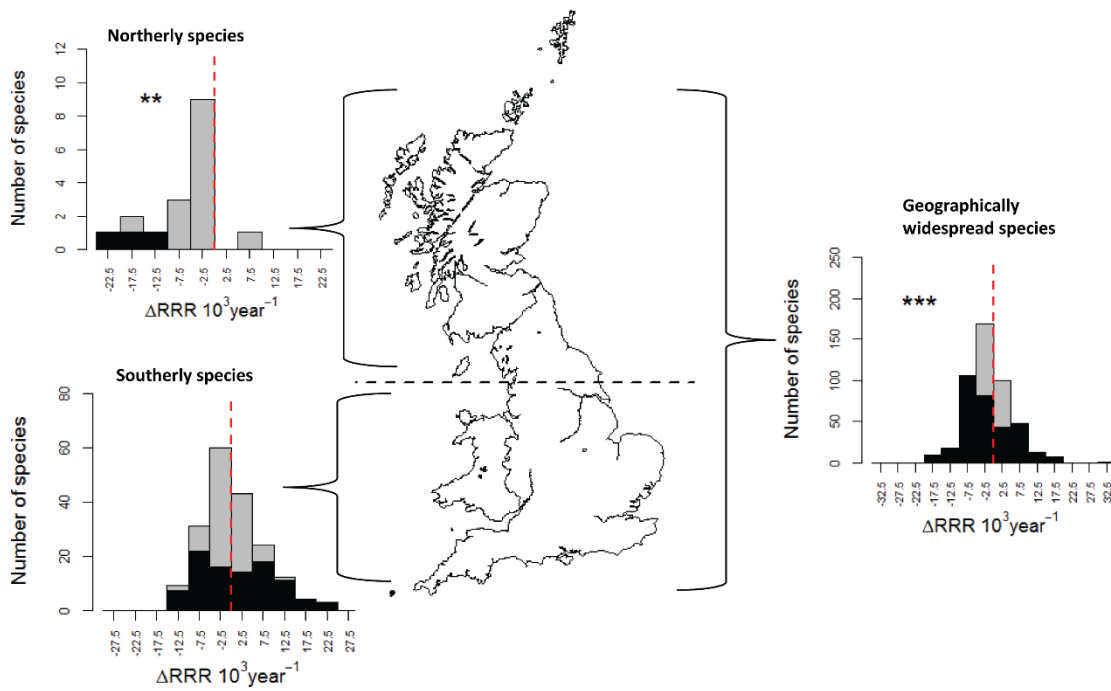 Northerly species
Number of species
12
10
8
6
4
2
0
**
-22.5 -17.5 -12.5 -7.5 -2.5 2.5 7.5 12.5 17.5 22.5
ΔRRR 10³year⁻¹
Southerly species
Number of species
80
60
40
20
0
-27.5 -22.5 -17.5 -12.5 -7.5 -2.5 2.5 7.5 12.5 17.5 22.5 27.5
ΔRRR 10³year⁻¹
Geographically
widespread species
Number of species
250
200
150
100
50
0
***
-32.5 -27.5 -22.5 -17.5 -12.5 -7.5 -2.5 2.5 7.5 12.5 17.5 22.5 27.5 32.5
ΔRRR 10³year⁻¹